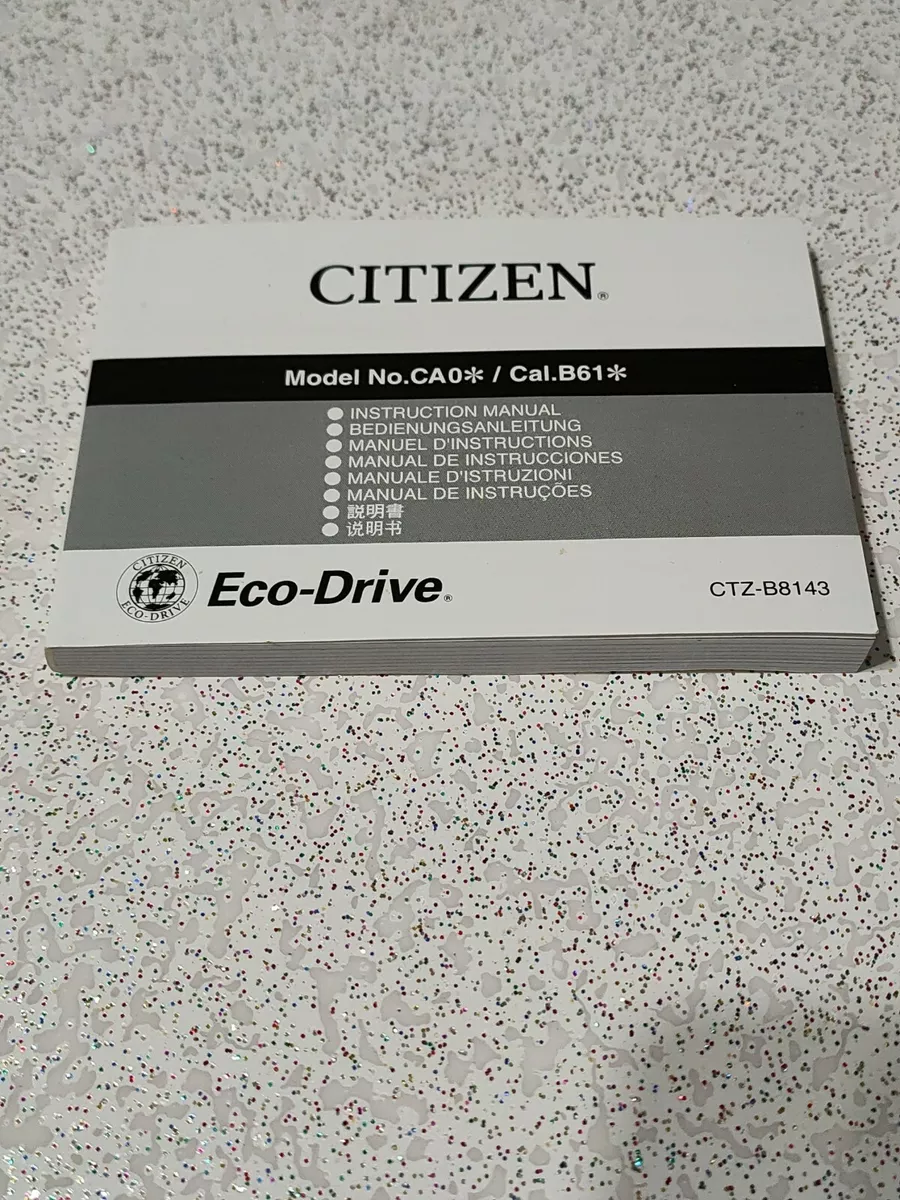 CITIZEN®
Model No.CA0✻ / Cal.B61✻
● INSTRUCTION MANUAL
● BEDIENUNGSANLEITUNG
● MANUEL D'INSTRUCTIONS
● MANUAL DE INSTRUCCIONES
● MANUALE D'ISTRUZIONI
● MANUAL DE INSTRUÇÕES
● 説明書
● 说明书
CITIZEN
ECO-DRIVE
Eco-Drive®
CTZ-B8143